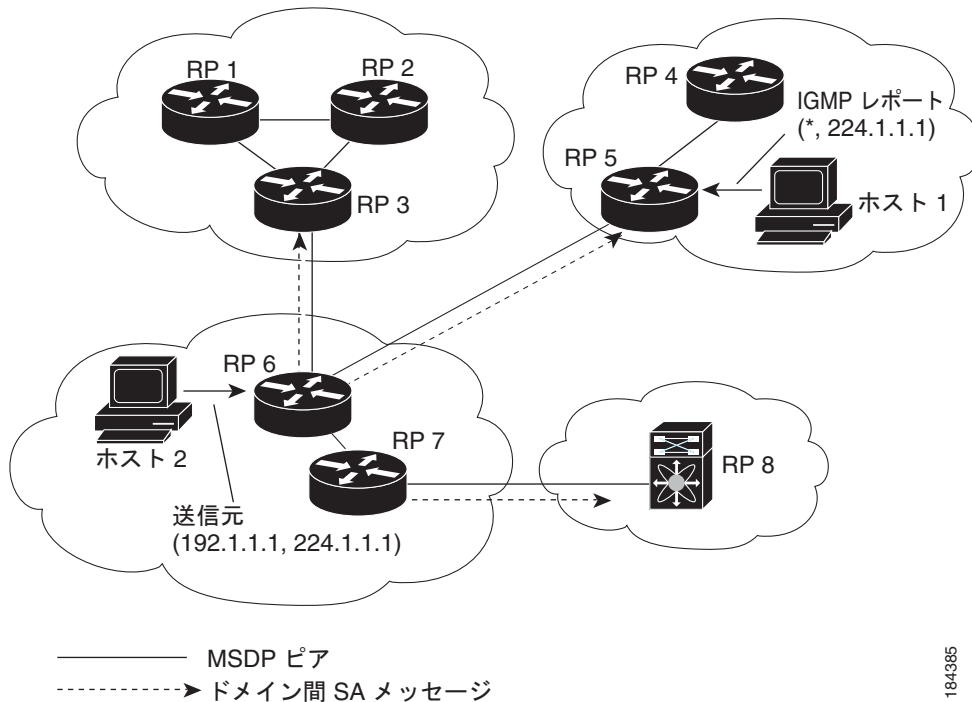 RP 1
RP 2
RP 3
RP 4
IGMP レポート
(*, 224.1.1.1)
RP 5
ホスト 1
RP 6
ホスト 2
RP 7
RP 8
送信元
(192.1.1.1, 224.1.1.1)
MSDP ピア
ドメイン間 SA メッセージ
184385